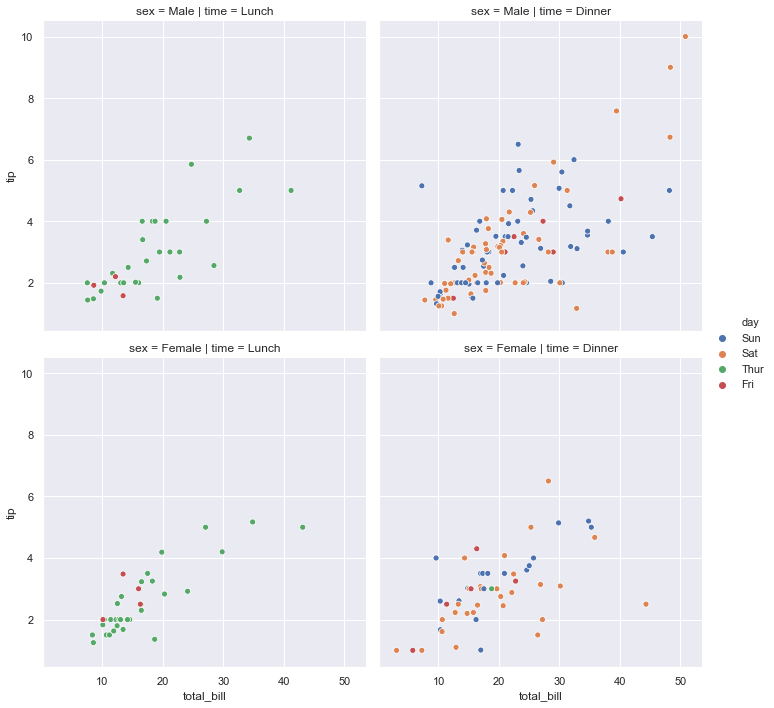 sex = Male | time = Lunch
sex = Male | time = Dinner
10
8
6
4
2
tip
sex = Female | time = Lunch
sex = Female | time = Dinner
10
8
6
4
2
tip
10 20 30 40 50
total_bill
10 20 30 40 50
total_bill
day
Sun
Sat
Thur
Fri